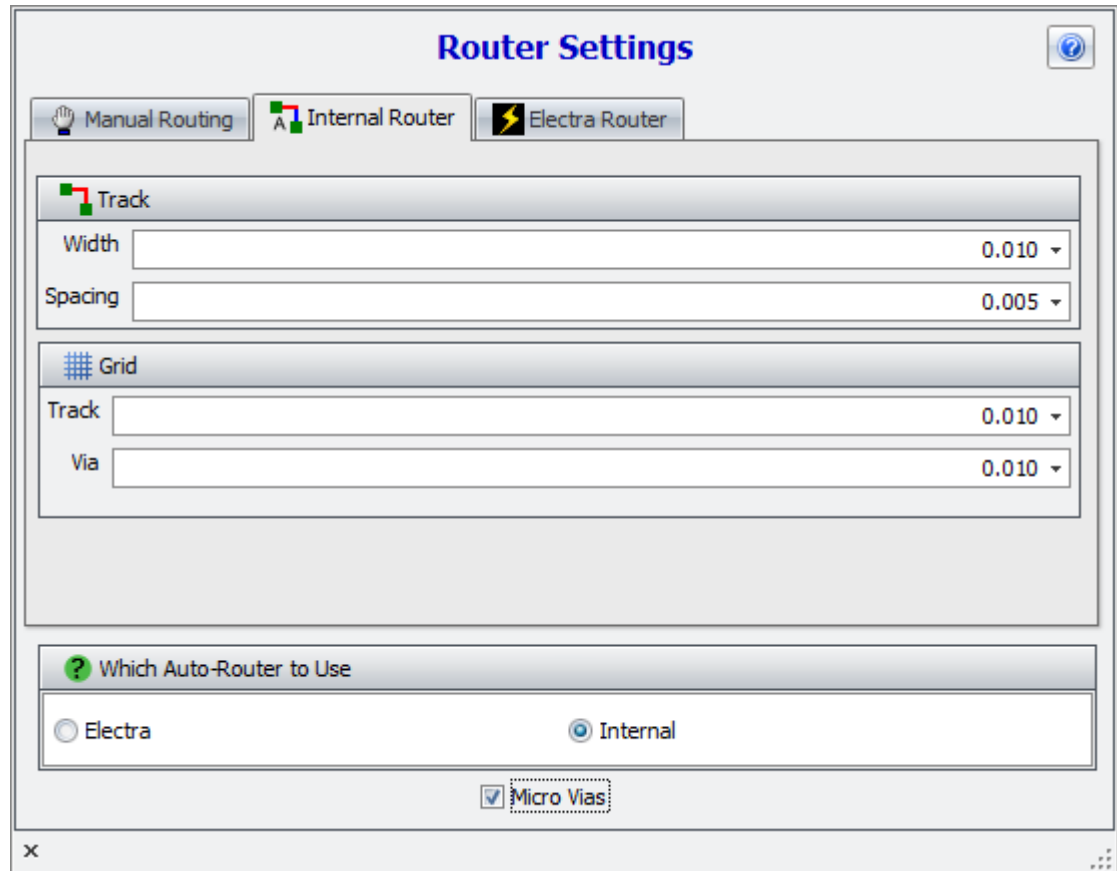 Router Settings
Manual Routing
A Internal Router
Electra Router
Track
Width 0.010
Spacing 0.005
Grid
Track 0.010
Via 0.010
? Which Auto-Router to Use
Electra Internal
Micro Vias